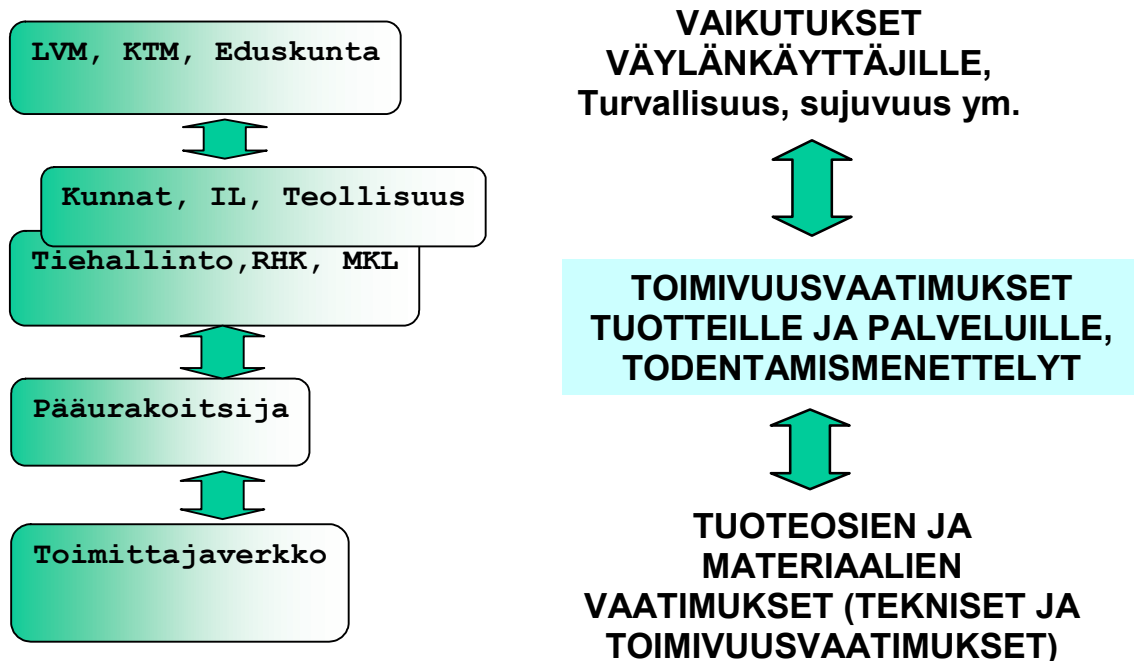 LVM, KTM, Eduskunta
Kunnat, IL, Teollisuus
Tiehallinto,RHK, MKL
Pääurakoitsija
Toimittajaverkko
VAIKUTUKSET
VÄYLÄNKÄYTTÄJILLE,
Turvallisuus, sujuvuus ym.
TOIMIVUUSVAATIMUKSET
TUOTTEILLE JA PALVELUILLE,
TODENTAMISMENETTELYT
TUOTEOSIEN JA
MATERIAALIEN
VAATIMUKSET (TEKNISET JA
TOIMIVUUSVAATIMUKSET)